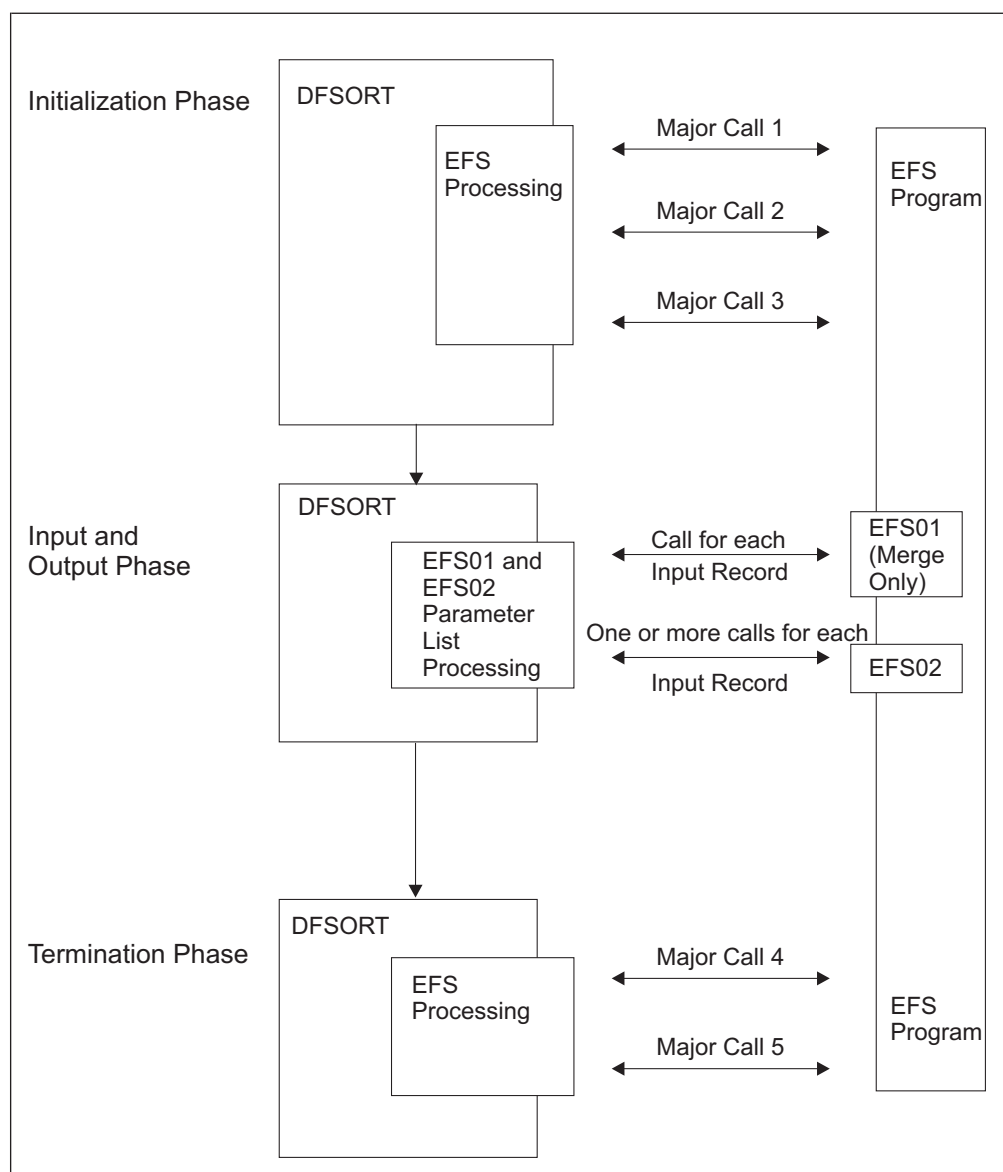 Initialization Phase
DFSORT
EFS
Processing
Major Call 1
Major Call 2
Major Call 3
EFS
Program
Input and
Output Phase
DFSORT
EFS01 and
EFS02
Parameter
List
Processing
Call for each
Input Record
One or more calls for each
Input Record
EFS01
(Merge
Only)
EFS02
Termination Phase
DFSORT
EFS
Processing
Major Call 4
Major Call 5
EFS
Program